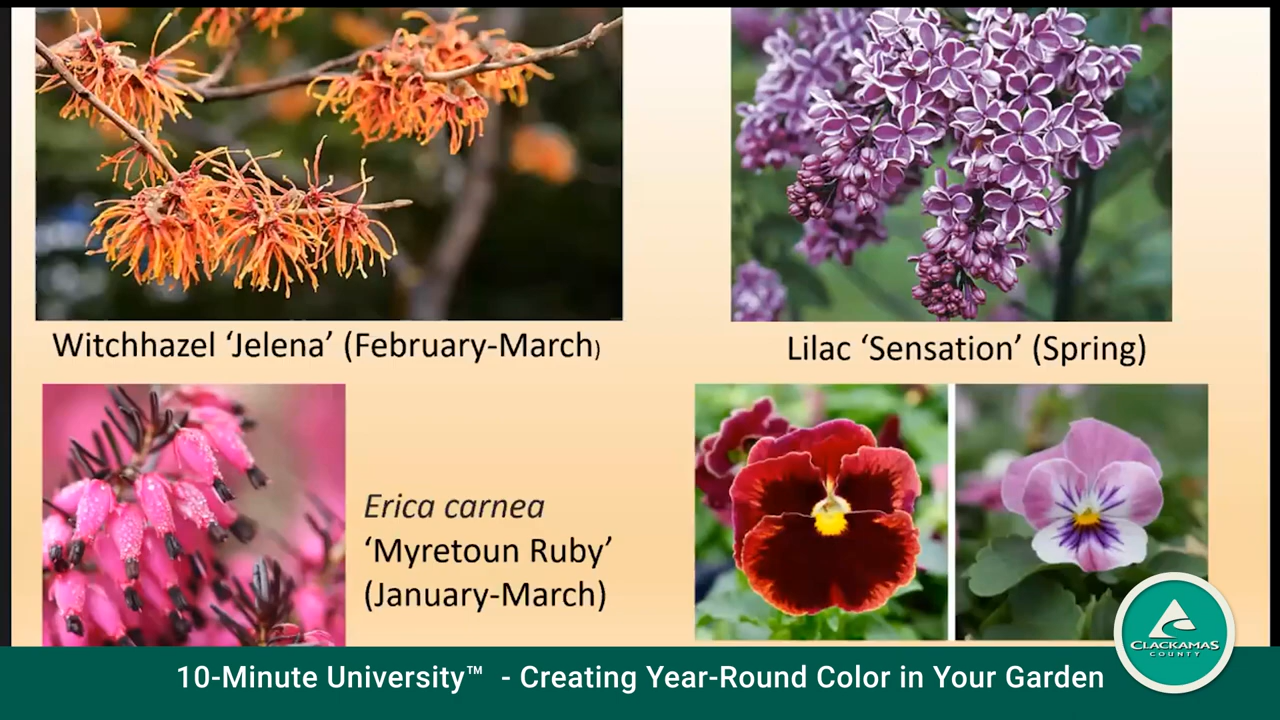 Witchhazel ‘Jelena’ (February-March)
Lilac ‘Sensation’ (Spring)
Erica carnea
‘Myretoun Ruby’
(January-March)
10-Minute University™ - Creating Year-Round Color in Your Garden
CLACKAMAS
COUNTY